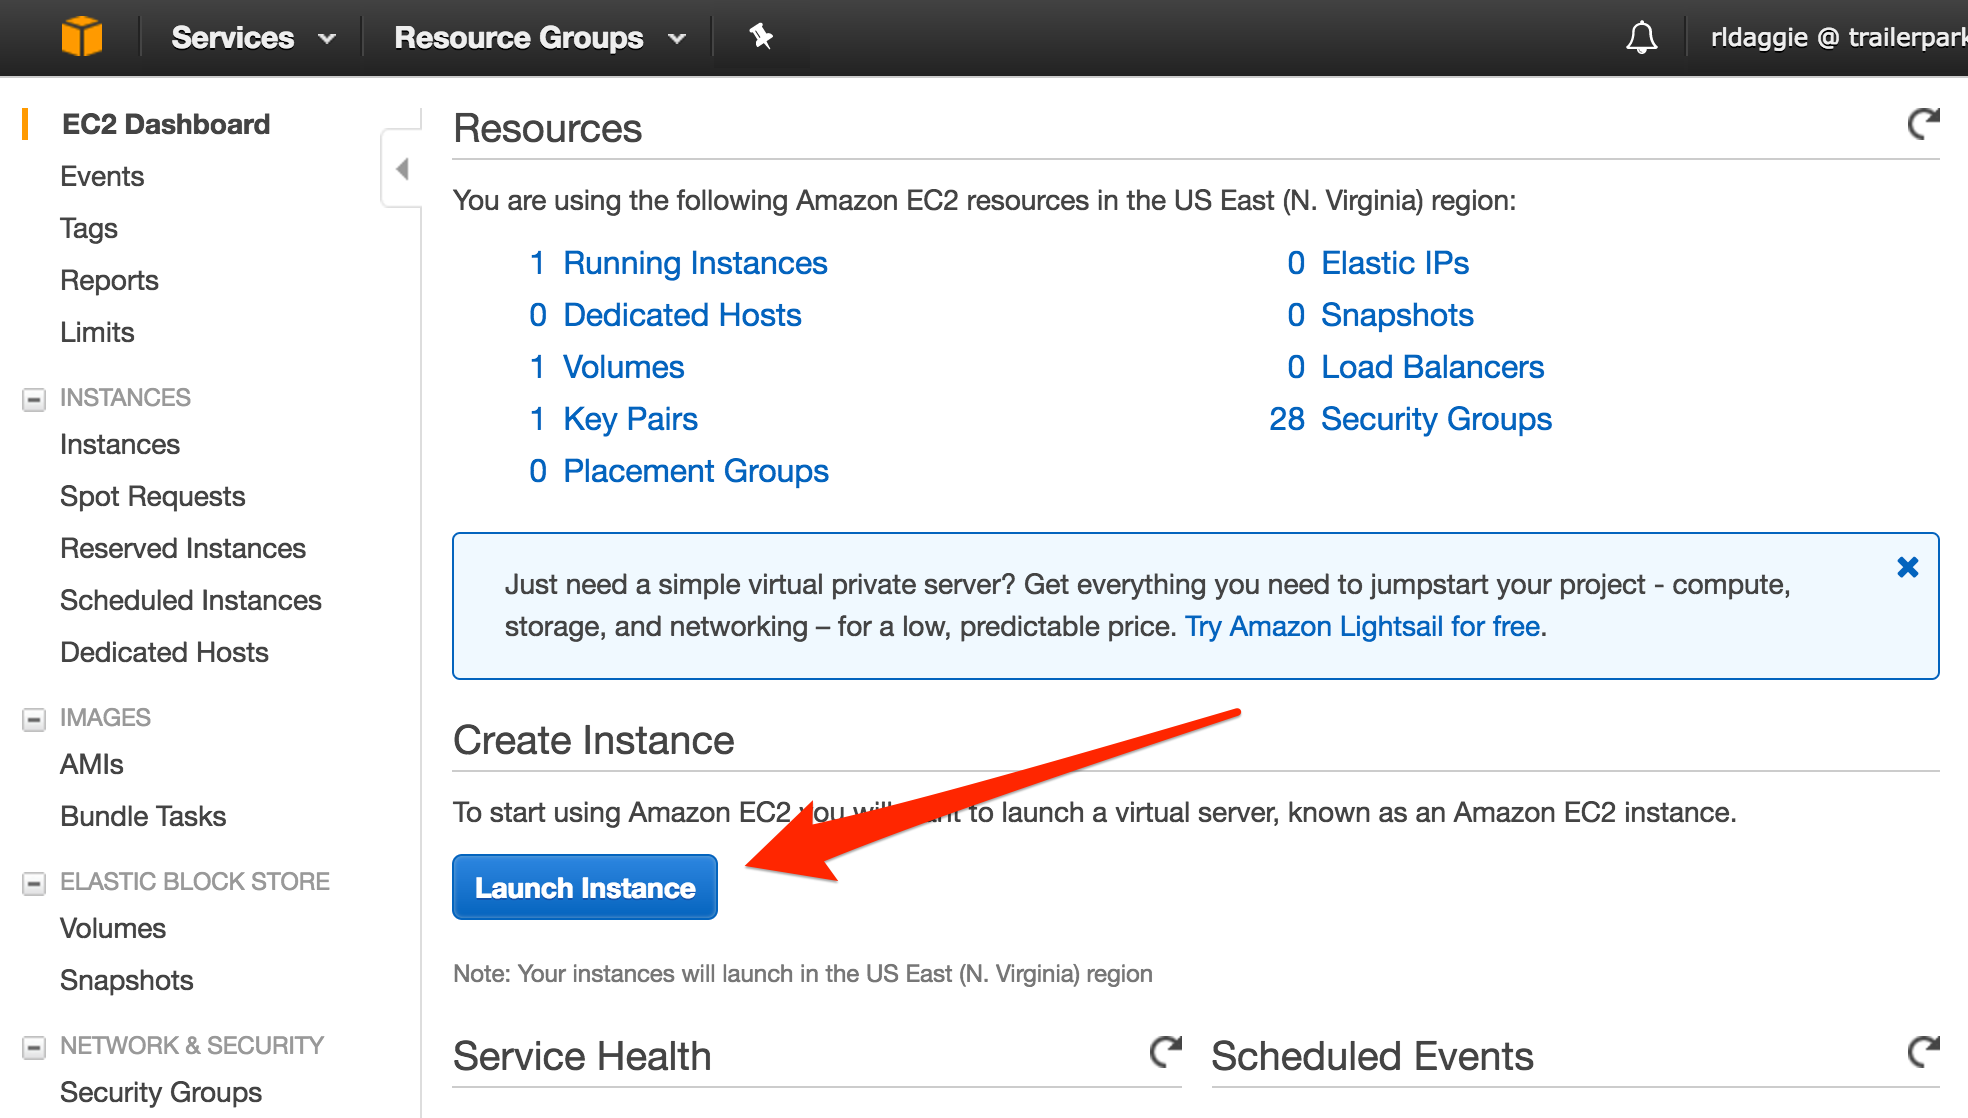 Services
Resource Groups
rldaggie @ trailerpark
EC2 Dashboard
Events
Tags
Reports
Limits
INSTANCES
Instances
Spot Requests
Reserved Instances
Scheduled Instances
Dedicated Hosts
IMAGES
AMIs
Bundle Tasks
ELASTIC BLOCK STORE
Volumes
Snapshots
NETWORK & SECURITY
Security Groups
Resources
You are using the following Amazon EC2 resources in the US East (N. Virginia) region:
1 Running Instances
0 Elastic IPs
0 Dedicated Hosts
0 Snapshots
1 Volumes
0 Load Balancers
1 Key Pairs
28 Security Groups
0 Placement Groups
Just need a simple virtual private server? Get everything you need to jumpstart your project - compute,
storage, and networking – for a low, predictable price. Try Amazon Lightsail for free.
Create Instance
To start using Amazon EC2 you will want to launch a virtual server, known as an Amazon EC2 instance.
Launch Instance
Note: Your instances will launch in the US East (N. Virginia) region
Service Health
Scheduled Events